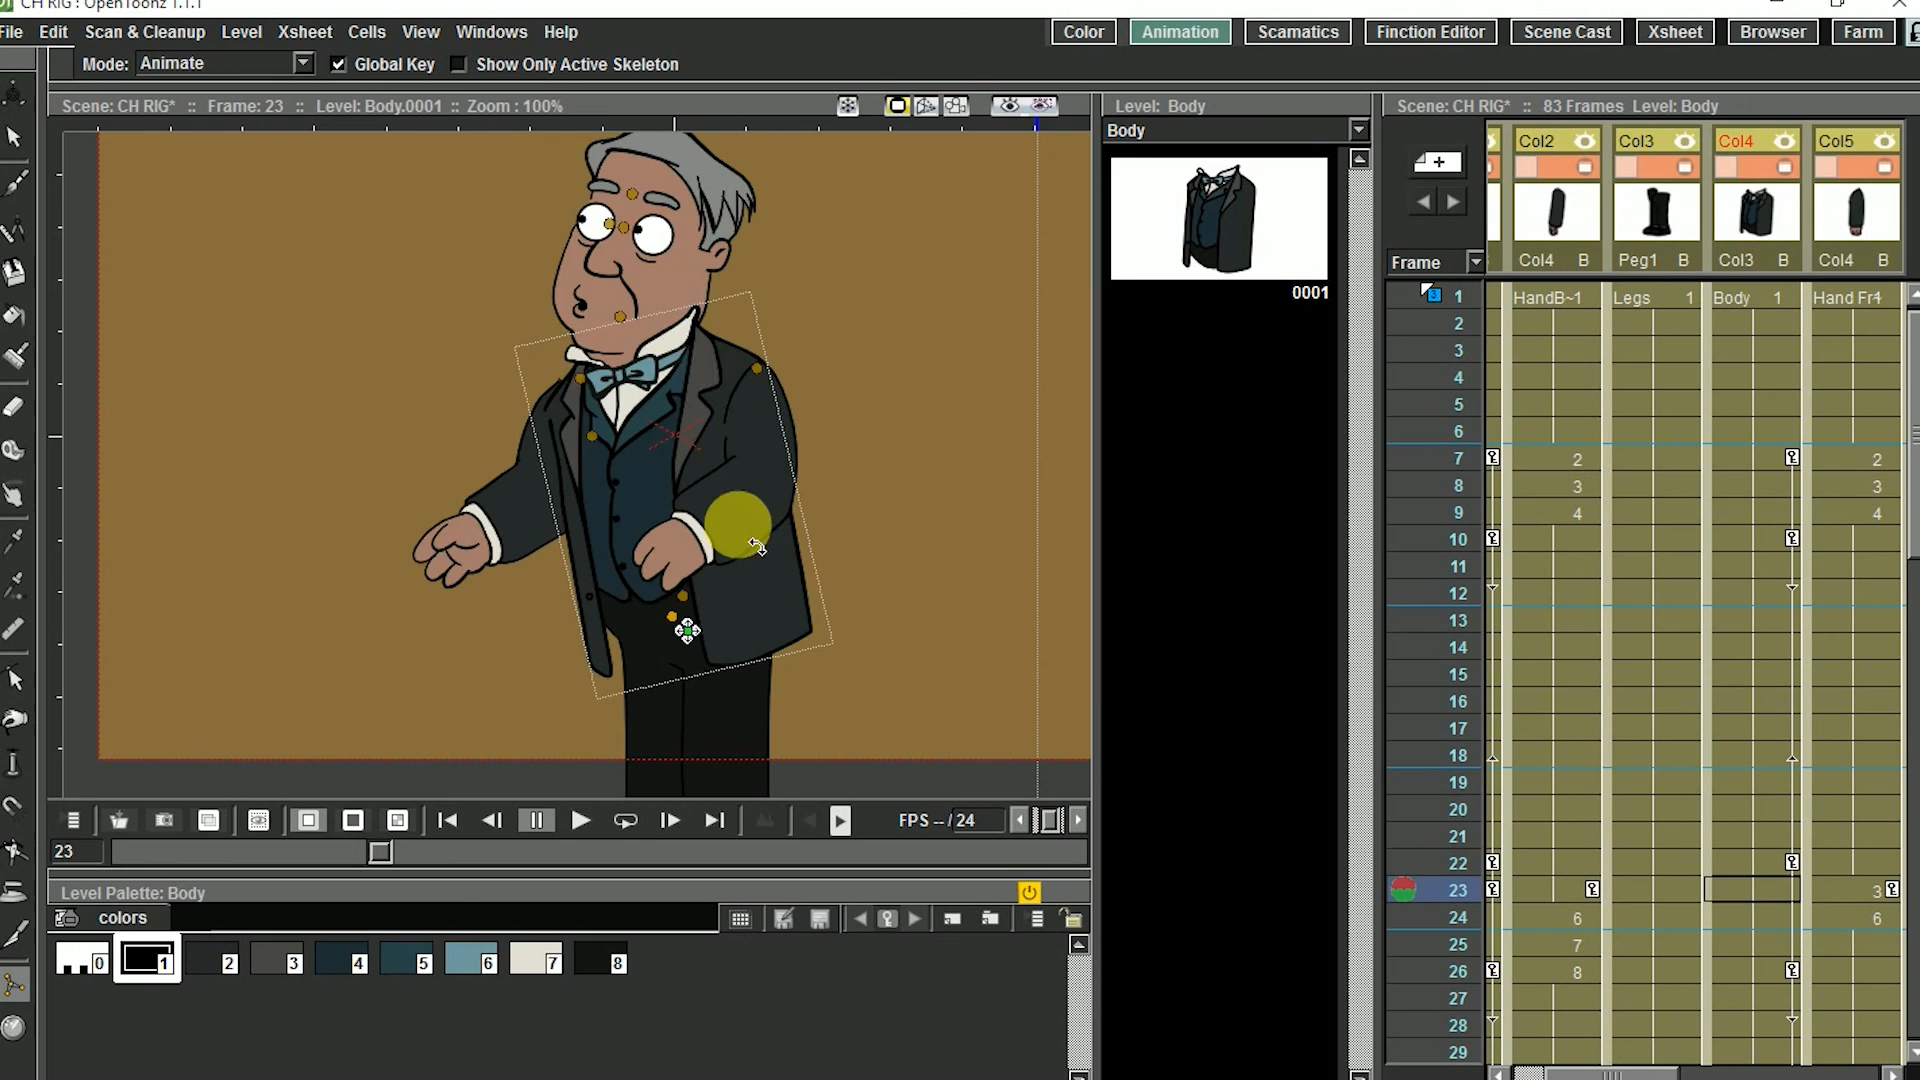 CH RIG : OpenToonz 1.1.1
File Edit Scan & Cleanup Level Xsheet Cells View Windows Help
Color Animation Scamatics Finction Editor Scene Cast Xsheet Browser Farm
Mode: Animate Global Key Show Only Active Skeleton
Scene: CH RIG* :: Frame: 23 :: Level: Body.0001 :: Zoom : 100%
Level: Body
Scene: CH RIG* :: 83 Frames Level: Body
Body
Col2 Col3 Col4 Col5
0001
Col4 B Peg1 B Col3 B Col4 B
Frame
1 HandB~1 Legs 1 Body 1 Hand Fr4
2
3
4
5
6
7 2 2
8 3 3
9 4 4
10
11
12
13
14
15
16
17
18
19
20
21
22
23 3
24 6 6
25 7
26 8
27
28
29
FPS -- / 24
23
Level Palette: Body
colors
0 1 2 3 4 5 6 7 8